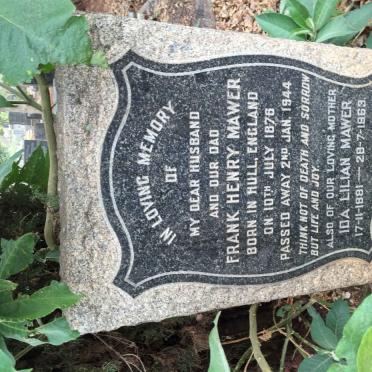 IN LOVING MEMORY
OF
MY DEAR HUSBAND
AND OUR DAD
FRANK HENRY MAWER
BORN IN HULL, ENGLAND
ON 10TH JULY 1876
PASSED AWAY 2ND JAN. 1944
THINK NOT OF DEATH AND SORROW
BUT LIFE AND JOY.
ALSO OF OUR LOVING MOTHER
IDA LILIAN MAWER
17-11-1891 — 28-7-1963